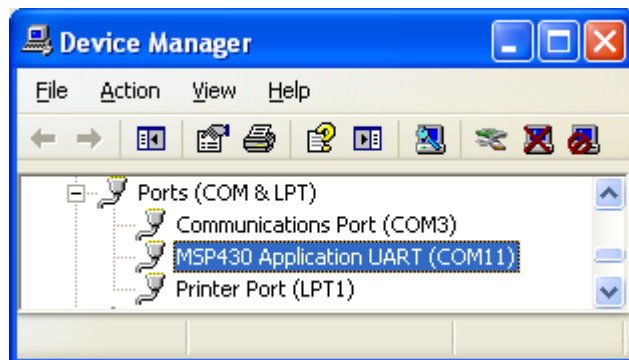 Device Manager
File Action View Help
Ports (COM & LPT)
Communications Port (COM3)
MSP430 Application UART (COM11)
Printer Port (LPT1)